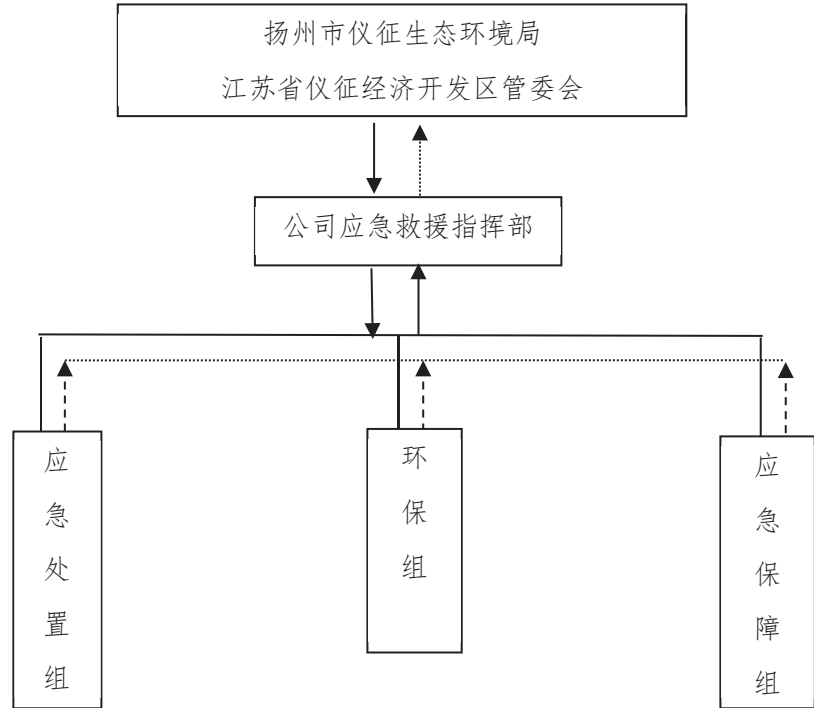 扬州市仪征生态环境局
江苏省仪征经济开发区管委会
公司应急救援指挥部
应急处置组
环保组
应急保障组